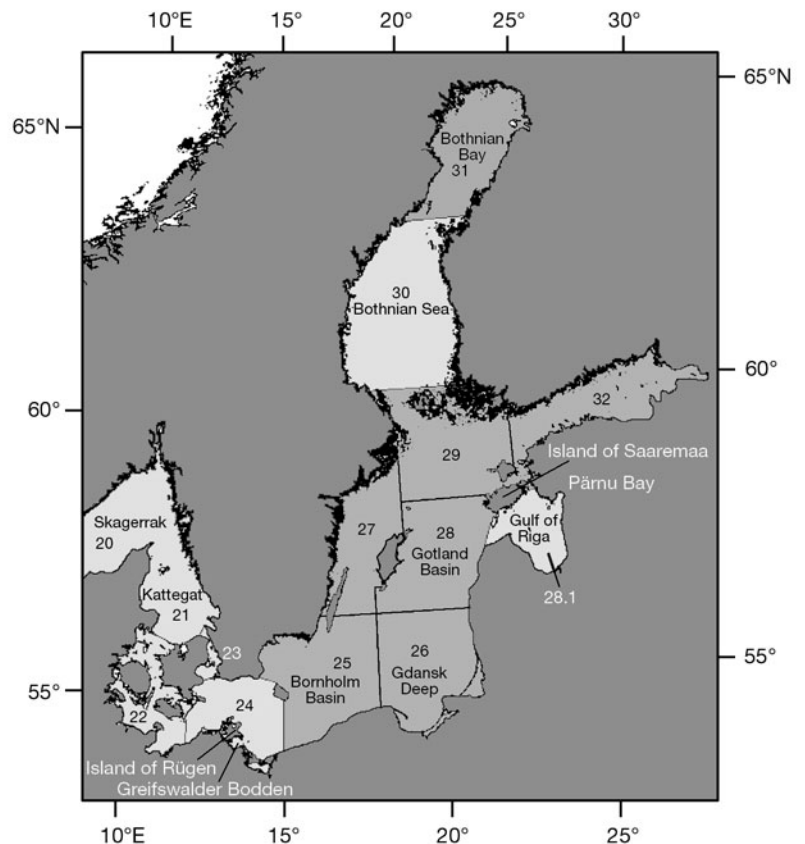 10°E 15° 20° 25° 30°
65°N
65°N
Bothnian
Bay
31
30
Bothnian Sea
60°
60°
32
29
Island of Saaremaa
Pärnu Bay
Skagerrak
20
27
28
Gotland
Basin
Gulf of
Riga
28.1
Kattegat
21
23
25
Bornholm
Basin
26
Gdansk
Deep
55°
55°
22
24
Island of Rügen
Greifswalder Bodden
10°E 15° 20° 25°